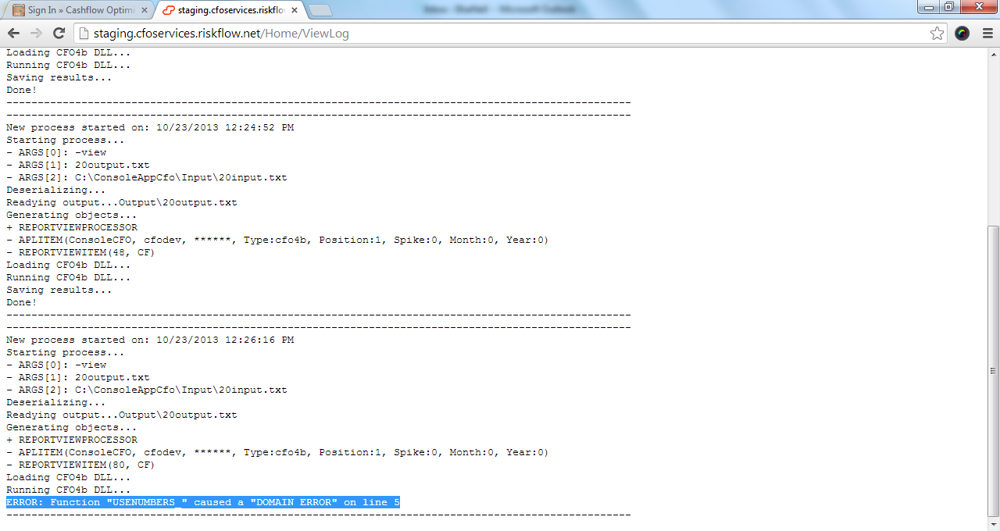 Sign In » Cashflow Optimi
staging.cfoservices.riskflo
staging.cfoservices.riskflow.net/Home/ViewLog
Loading CFO4b DLL...
Running CFO4b DLL...
Saving results...
Done!
----------------------------------------------------------------------------------------------------
----------------------------------------------------------------------------------------------------
New process started on: 10/23/2013 12:24:52 PM
Starting process...
- ARGS[0]: -view
- ARGS[1]: 20output.txt
- ARGS[2]: C:\ConsoleAppCfo\Input\20input.txt
Deserializing...
Readying output...Output\20output.txt
Generating objects...
+ REPORTVIEWPROCESSOR
- APLITEM(ConsoleCFO, cfodev, ******, Type:cfo4b, Position:1, Spike:0, Month:0, Year:0)
- REPORTVIEWITEM(48, CF)
Loading CFO4b DLL...
Running CFO4b DLL...
Saving results...
Done!
----------------------------------------------------------------------------------------------------
----------------------------------------------------------------------------------------------------
New process started on: 10/23/2013 12:26:16 PM
Starting process...
- ARGS[0]: -view
- ARGS[1]: 20output.txt
- ARGS[2]: C:\ConsoleAppCfo\Input\20input.txt
Deserializing...
Readying output...Output\20output.txt
Generating objects...
+ REPORTVIEWPROCESSOR
- APLITEM(ConsoleCFO, cfodev, ******, Type:cfo4b, Position:1, Spike:0, Month:0, Year:0)
- REPORTVIEWITEM(80, CF)
Loading CFO4b DLL...
Running CFO4b DLL...
ERROR: Function "USENUMBERS_" caused a "DOMAIN ERROR" on line 5
----------------------------------------------------------------------------------------------------